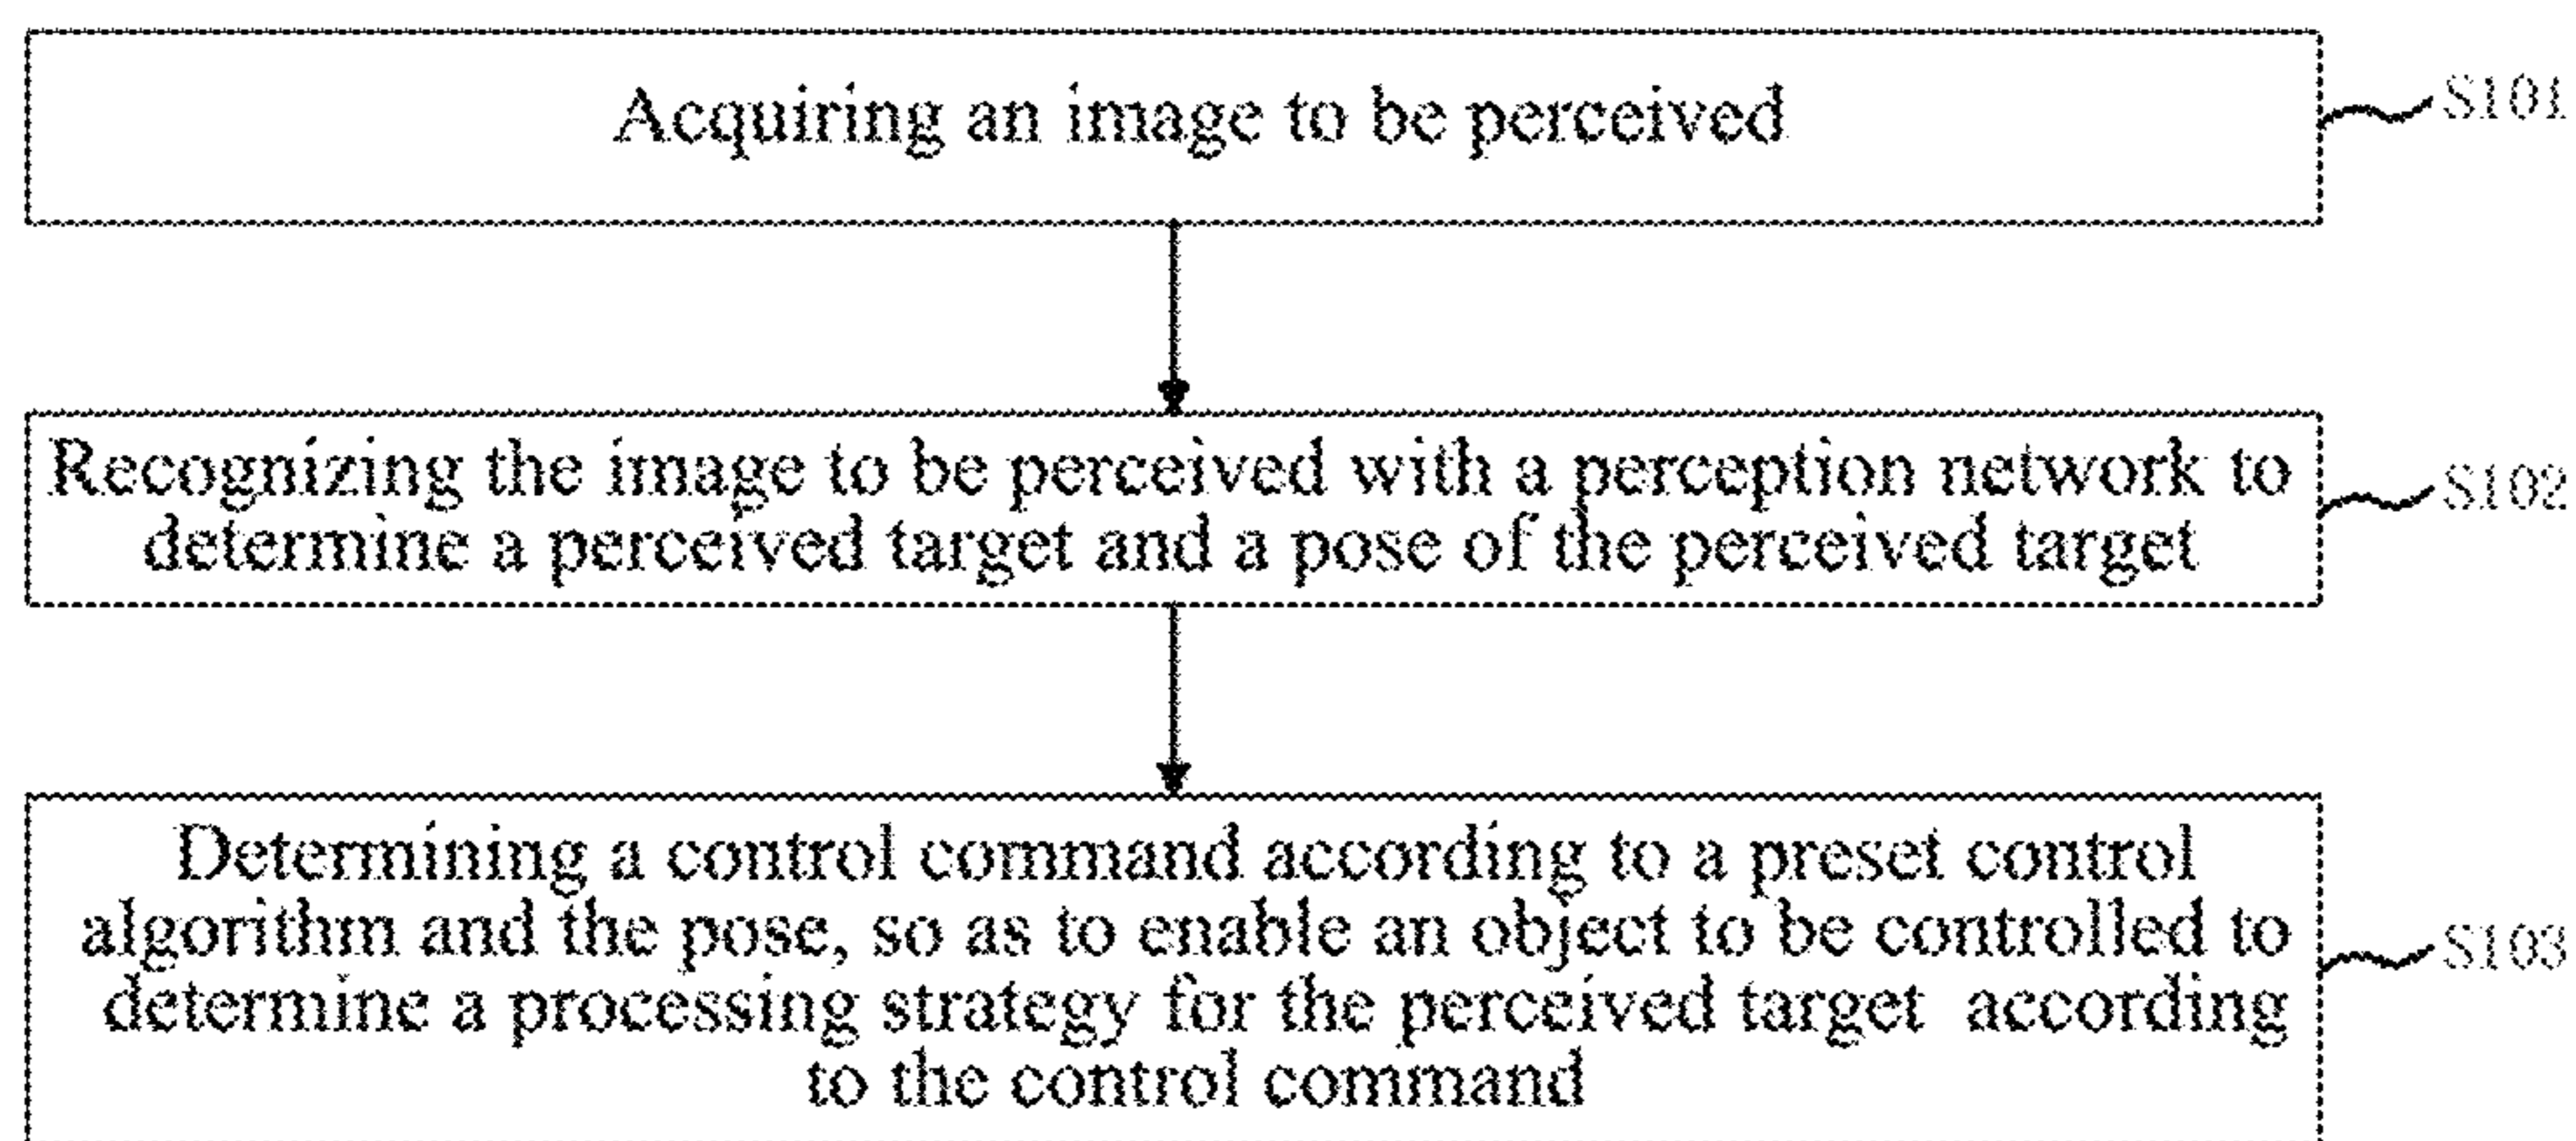 Acquiring an image to be perceived
S101
Recognizing the image to be perceived with a perception network to
determine a perceived target and a pose of the perceived target
S102
Determining a control command according to a preset control
algorithm and the pose, so as to enable an object to be controlled to
determine a processing strategy for the perceived target according
to the control command
S103